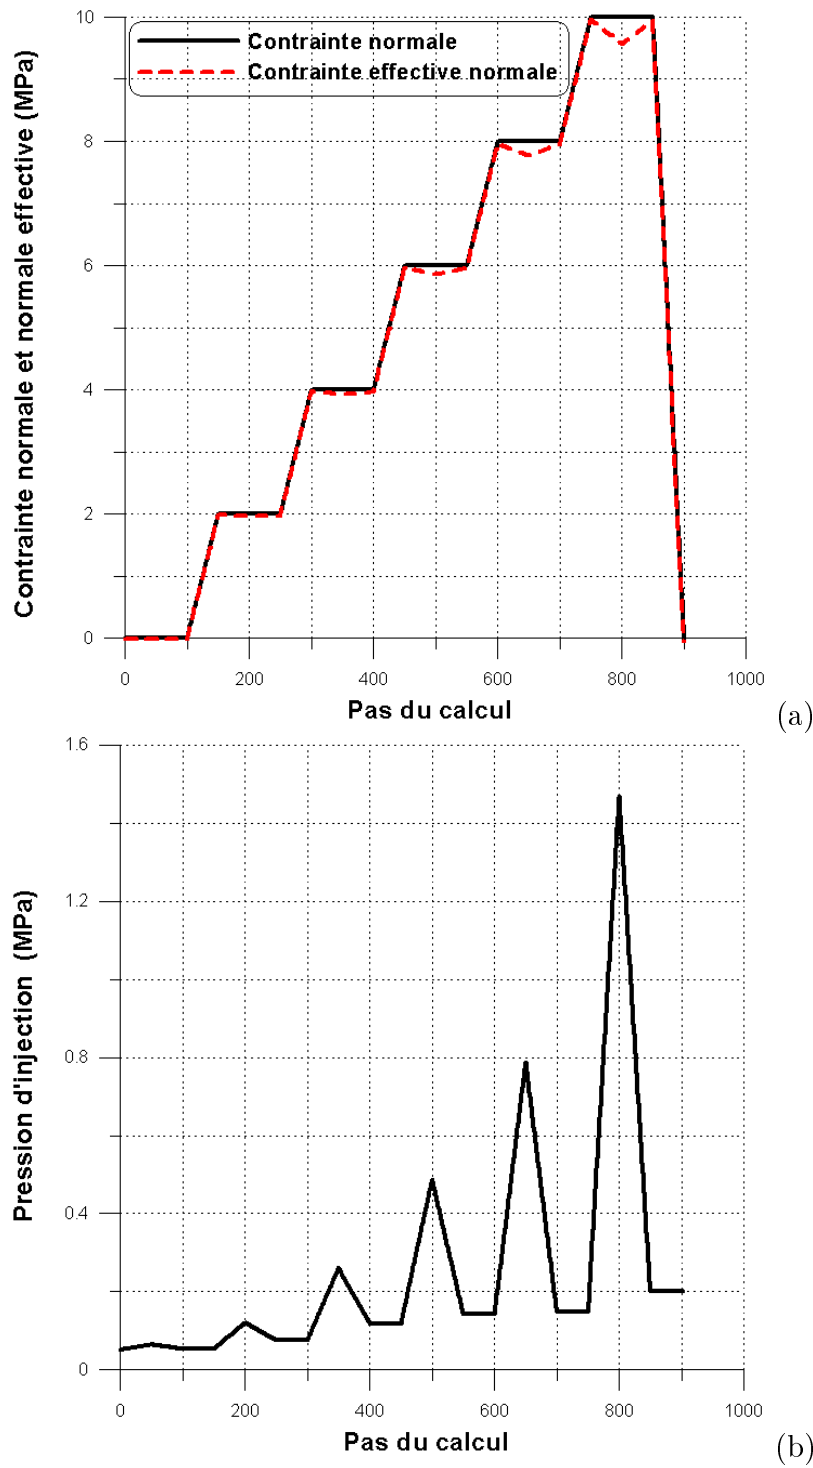 Contrainte normale et normale effective (MPa)
10
8
6
4
2
0
Contrainte normale
Contrainte effective normale
0 200 400 600 800 1000
Pas du calcul
(a)
Pression d'injection (MPa)
1.6
1.2
0.8
0.4
0
0 200 400 600 800 1000
Pas du calcul
(b)